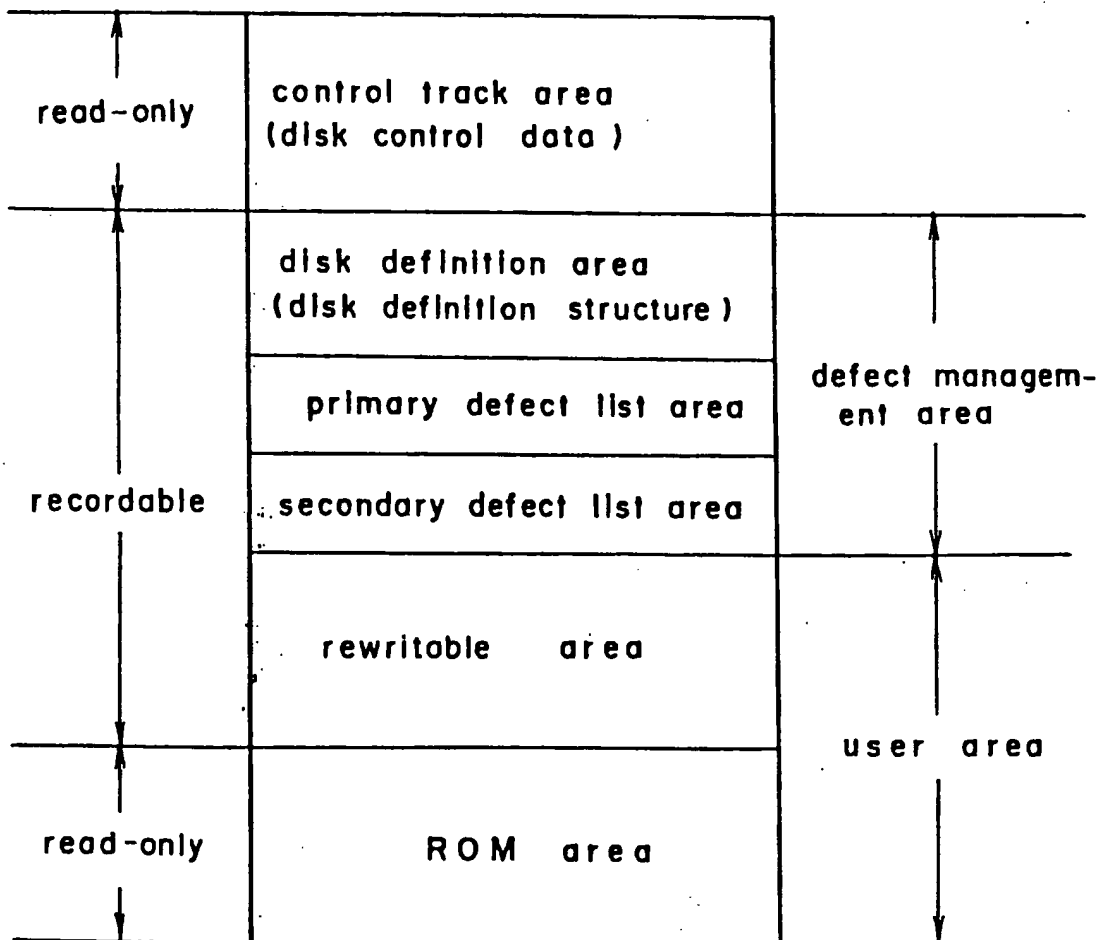 read-only
control track area
(disk control data)
disk definition area
(disk definition structure)
primary defect list area
defect managem-
ent area
recordable
secondary defect list area
rewritable area
user area
read-only
ROM area